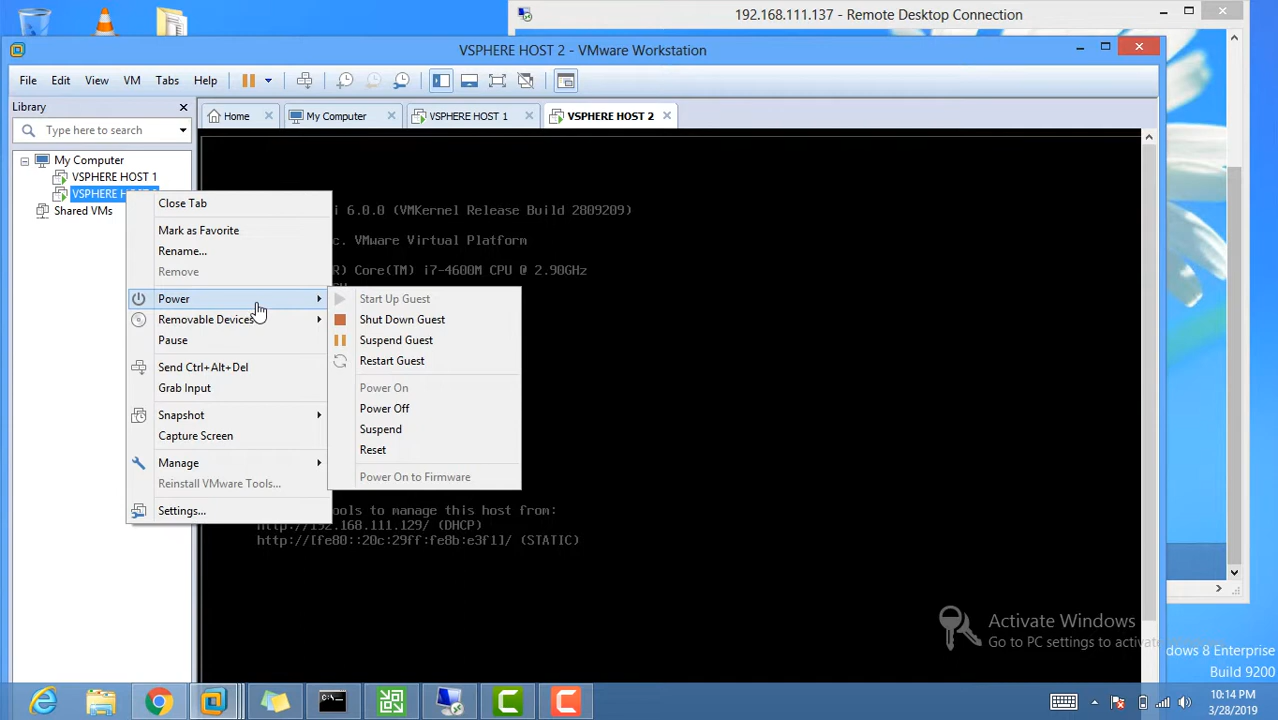 192.168.111.137 - Remote Desktop Connection
VSPHERE HOST 2 - VMware Workstation
File Edit View VM Tabs Help
Library
Type here to search
Home
My Computer
VSPHERE HOST 1
VSPHERE HOST 2
My Computer
VSPHERE HOST 1
VSPHERE
Shared VMs
Close Tab
Mark as Favorite
Rename...
Remove
Power
Removable Devices
Pause
Send Ctrl+Alt+Del
Grab Input
Snapshot
Capture Screen
Manage
Reinstall VMware Tools...
Settings...
Start Up Guest
Shut Down Guest
Suspend Guest
Restart Guest
Power On
Power Off
Suspend
Reset
Power On to Firmware
i 6.0.0 (VMKernel Release Build 2809209)
c. VMware Virtual Platform
R) Core(TM) i7-4600M CPU @ 2.90GHz
ools to manage this host from:
http://192.168.111.129/ (DHCP)
http://[fe80::20c:29ff:fe8b:e3f1]/ (STATIC)
Activate Windows
Go to PC settings to activate
dows 8 Enterprise
Build 9200
10:14 PM
3/28/2019